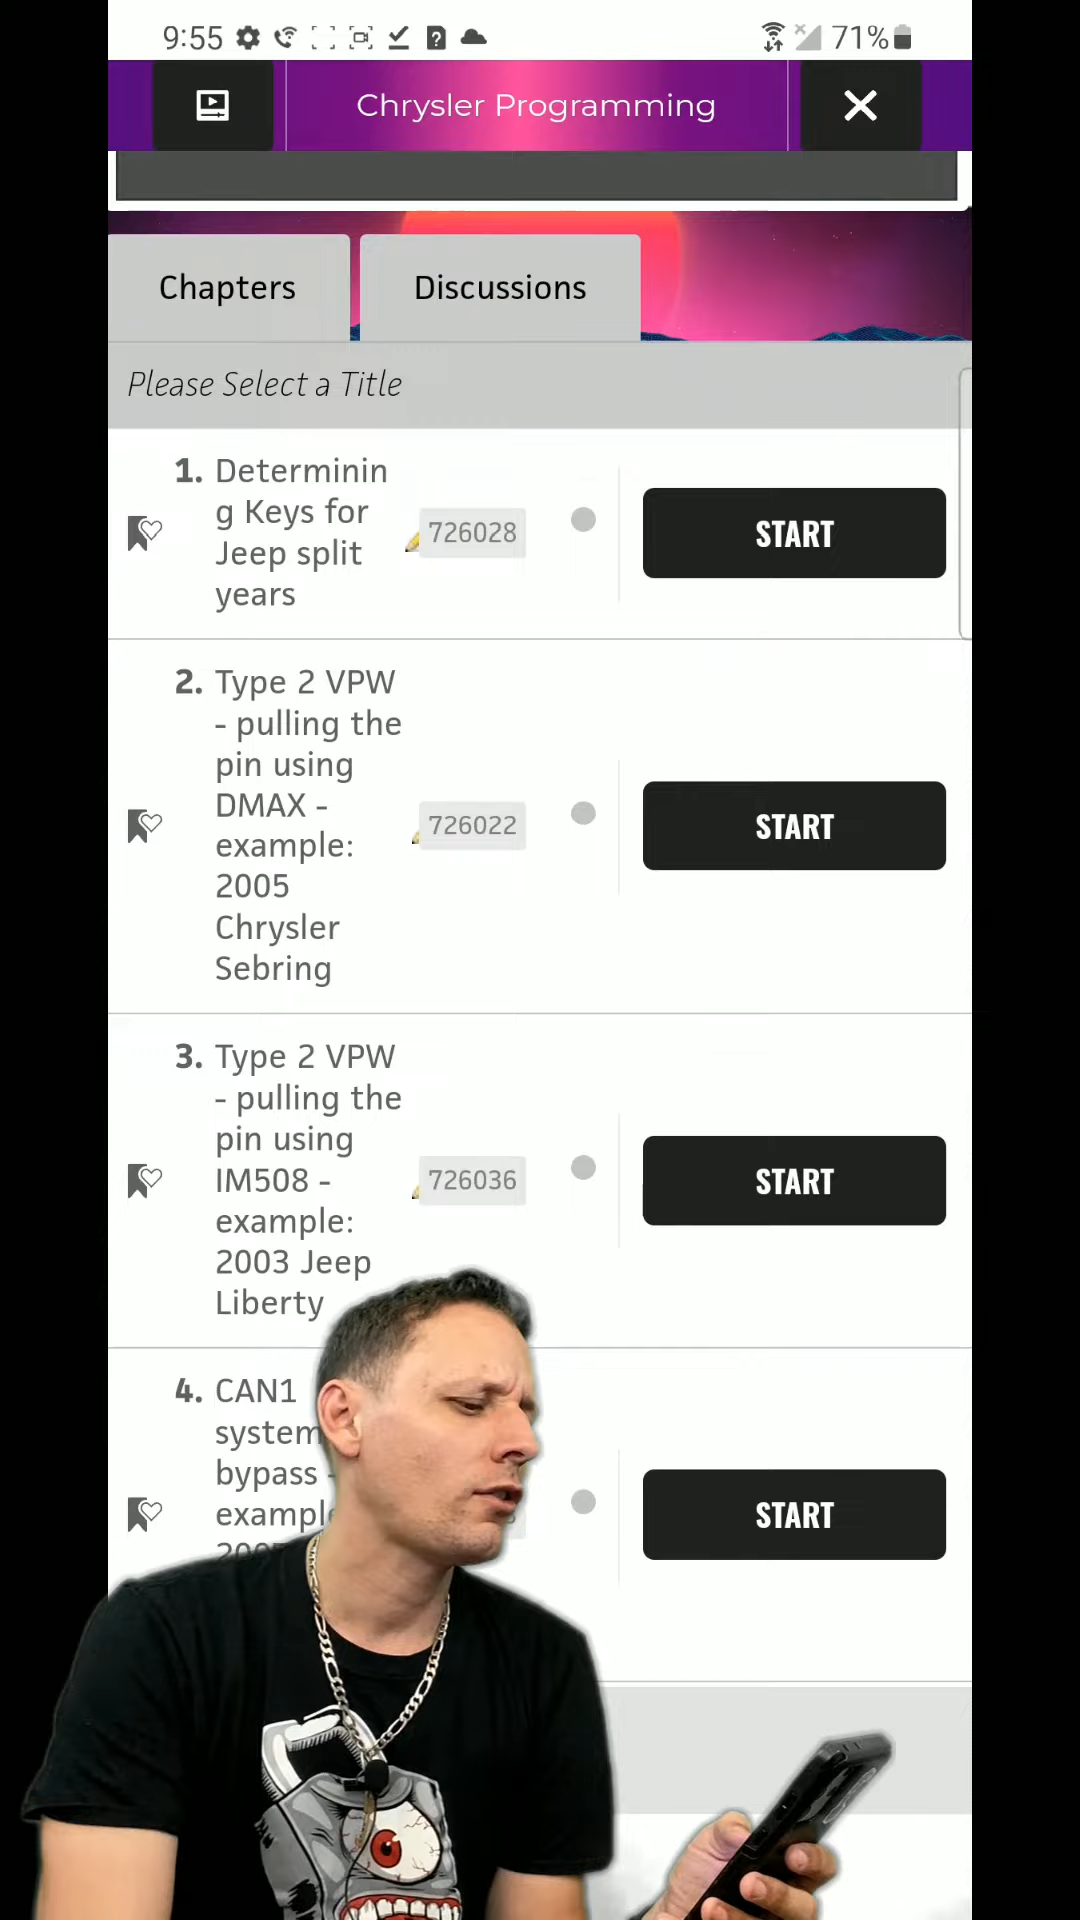 9:55
71%
Chrysler Programming
Chapters
Discussions
Please Select a Title
1. Determinin
g Keys for
Jeep split
years
726028
START
2. Type 2 VPW
- pulling the
pin using
DMAX -
example:
2005
Chrysler
Sebring
726022
START
3. Type 2 VPW
- pulling the
pin using
IM508 -
example:
2003 Jeep
Liberty
726036
START
4. CAN1
system
bypass -
START